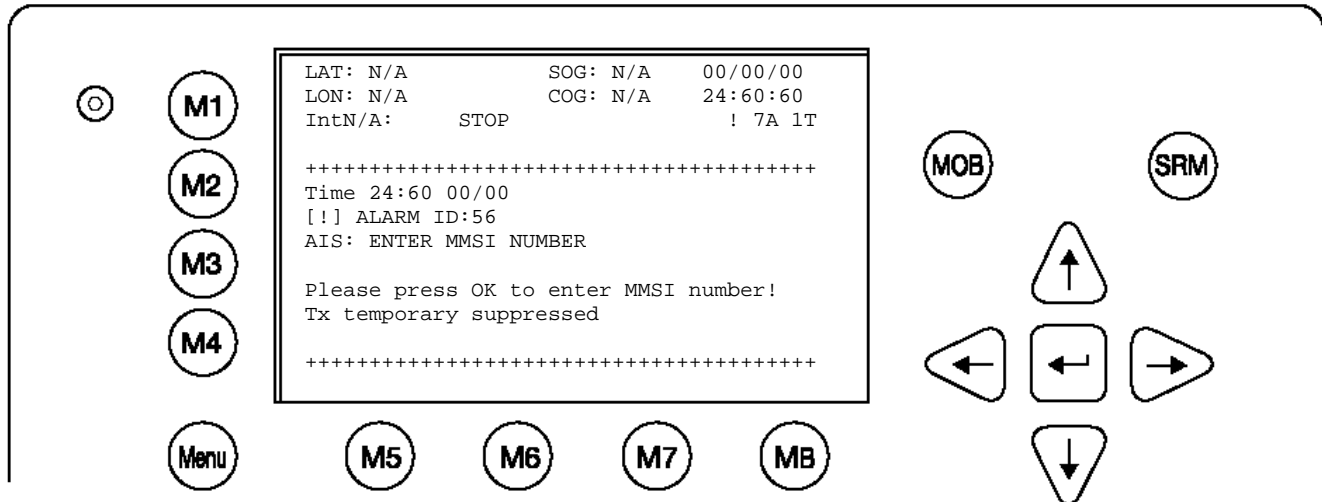 LAT: N/A SOG: N/A 00/00/00
LON: N/A COG: N/A 24:60:60
IntN/A: STOP ! 7A 1T
++++++++++++++++++++++++++++++++++++++++
Time 24:60 00/00
[!] ALARM ID:56
AIS: ENTER MMSI NUMBER
Please press OK to enter MMSI number!
Tx temporary suppressed
++++++++++++++++++++++++++++++++++++++++
M1
M2
M3
M4
Menu
M5
M6
M7
MB
MOB
SRM